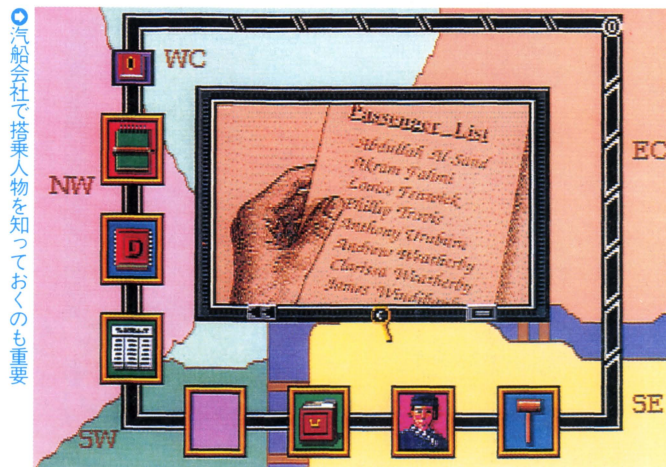 ➲汽船会社で搭乗人物を知っておくのも重要
WC
EC
NW
SW
SE
D
Passenger List
Abdullah Al-Saud
Akram Fahmi
Louise Fenwick
Phillip Travis
Anthony Uruburu
Andrew Weatherby
Clarissa Weatherby
James